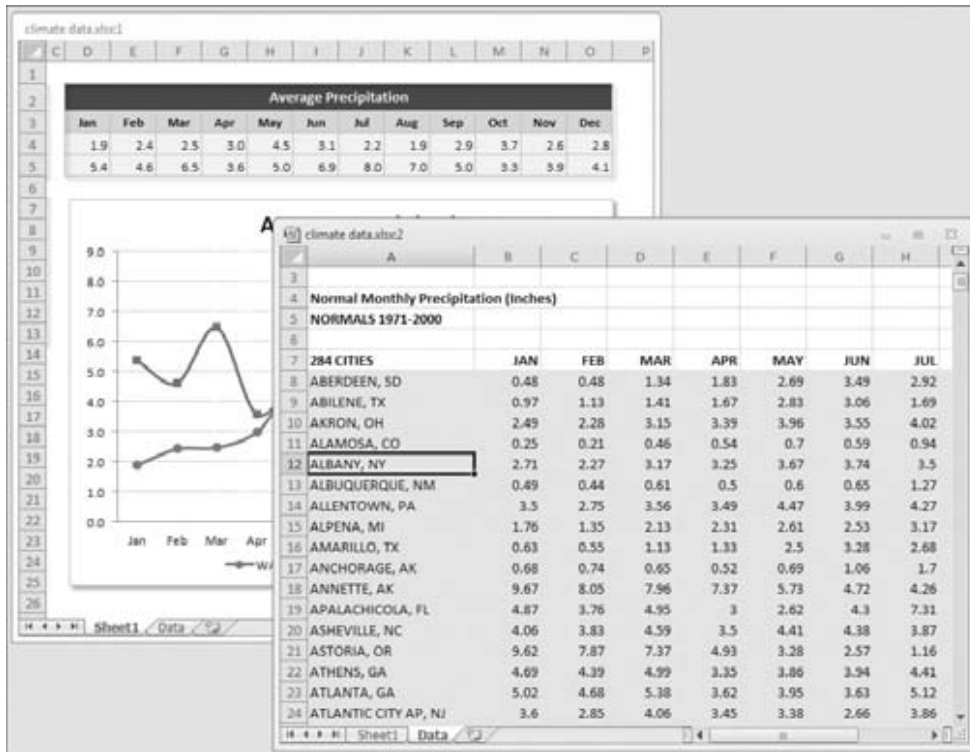 climate data.xlsx:1
C D E F G H I J K L M N O P
1
2 Average Precipitation
3 Jan Feb Mar Apr May Jun Jul Aug Sep Oct Nov Dec
4 1.9 2.4 2.5 3.0 4.5 3.1 2.2 1.9 2.9 3.7 2.6 2.8
5 5.4 4.6 6.5 3.6 5.0 6.9 8.0 7.0 5.0 3.3 3.9 4.1
6
7
8
9 9.0
10 8.0
11
12 7.0
13
14 6.0
15 5.0
16
17 4.0
18 3.0
19
20 2.0
21 1.0
22
23 0.0
24 Jan Feb Mar Apr
25
26
Sheet1 Data
climate data.xlsx:2
A B C D E F G H
3
4 Normal Monthly Precipitation (Inches)
5 NORMALS 1971-2000
6
7 284 CITIES JAN FEB MAR APR MAY JUN JUL
8 ABERDEEN, SD 0.48 0.48 1.34 1.83 2.69 3.49 2.92
9 ABILENE, TX 0.97 1.13 1.41 1.67 2.83 3.06 1.69
10 AKRON, OH 2.49 2.28 3.15 3.39 3.96 3.55 4.02
11 ALAMOSA, CO 0.25 0.21 0.46 0.54 0.7 0.59 0.94
12 ALBANY, NY 2.71 2.27 3.17 3.25 3.67 3.74 3.5
13 ALBUQUERQUE, NM 0.49 0.44 0.61 0.5 0.6 0.65 1.27
14 ALLENTOWN, PA 3.5 2.75 3.56 3.49 4.47 3.99 4.27
15 ALPENA, MI 1.76 1.35 2.13 2.31 2.61 2.53 3.17
16 AMARILLO, TX 0.63 0.55 1.13 1.33 2.5 3.28 2.68
17 ANCHORAGE, AK 0.68 0.74 0.65 0.52 0.69 1.06 1.7
18 ANNETTE, AK 9.67 8.05 7.96 7.37 5.73 4.72 4.26
19 APALACHICOLA, FL 4.87 3.76 4.95 3 2.62 4.3 7.31
20 ASHEVILLE, NC 4.06 3.83 4.59 3.5 4.41 4.38 3.87
21 ASTORIA, OR 9.62 7.87 7.37 4.93 3.28 2.57 1.16
22 ATHENS, GA 4.69 4.39 4.99 3.35 3.86 3.94 4.41
23 ATLANTA, GA 5.02 4.68 5.38 3.62 3.95 3.63 5.12
24 ATLANTIC CITY AP, NJ 3.6 2.85 4.06 3.45 3.38 2.66 3.86
Sheet1 Data